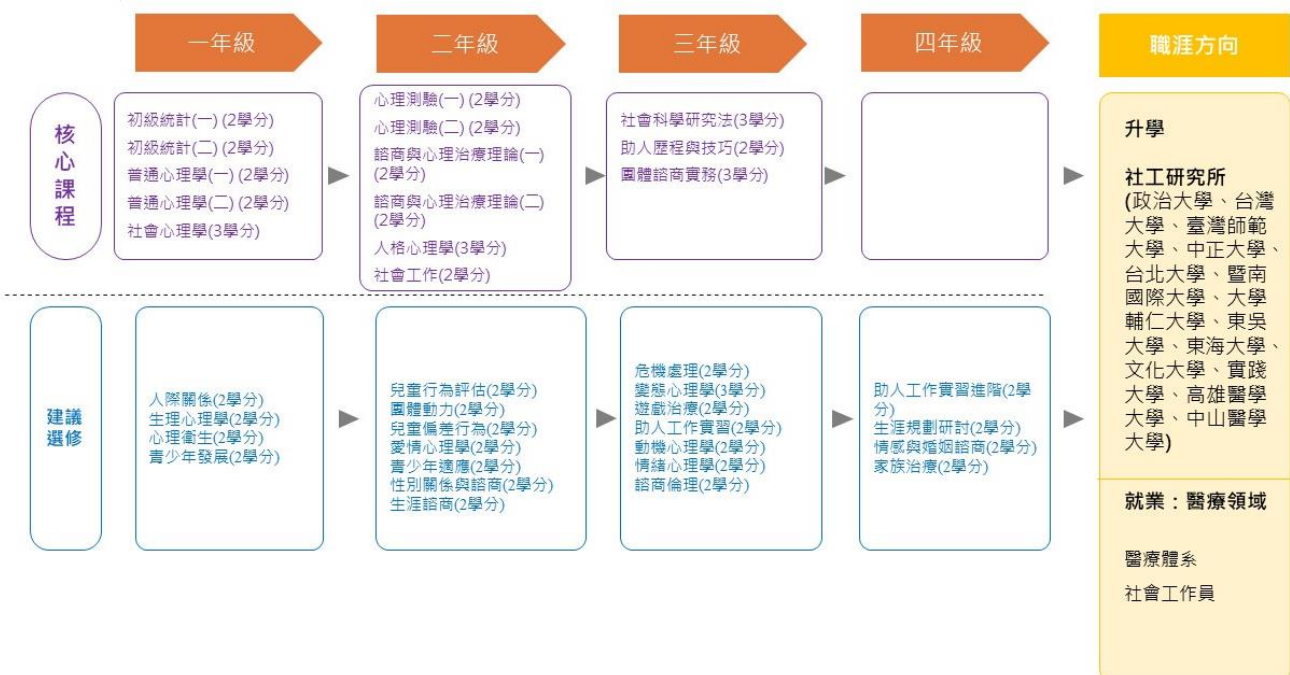 一年級
二年級
三年級
四年級
職涯方向
核
心
課
程
初級統計(一) (2學分)
初級統計(二) (2學分)
普通心理學(一) (2學分)
普通心理學(二) (2學分)
社會心理學(3學分)
心理測驗(一) (2學分)
心理測驗(二) (2學分)
諮商與心理治療理論(一)
(2學分)
諮商與心理治療理論(二)
(2學分)
人格心理學(3學分)
社會工作(2學分)
社會科學研究法(3學分)
助人歷程與技巧(2學分)
團體諮商實務(3學分)
建議
選修
人際關係(2學分)
生理心理學(2學分)
心理衛生(2學分)
青少年發展(2學分)
兒童行為評估(2學分)
團體動力(2學分)
兒童偏差行為(2學分)
愛情心理學(2學分)
青少年適應(2學分)
性別關係與諮商(2學分)
生涯諮商(2學分)
危機處理(2學分)
變態心理學(3學分)
遊戲治療(2學分)
助人工作實習(2學分)
動機心理學(2學分)
情緒心理學(2學分)
諮商倫理(2學分)
助人工作實習進階(2學
分)
生涯規劃研討(2學分)
情感與婚姻諮商(2學分)
家族治療(2學分)
升學
社工研究所
(政治大學、台灣
大學、臺灣師範
大學、中正大學、
台北大學、暨南
國際大學、大學
輔仁大學、東吳
大學、東海大學、
文化大學、實踐
大學、高雄醫學
大學、中山醫學
大學)
就業：醫療領域
醫療體系
社會工作員